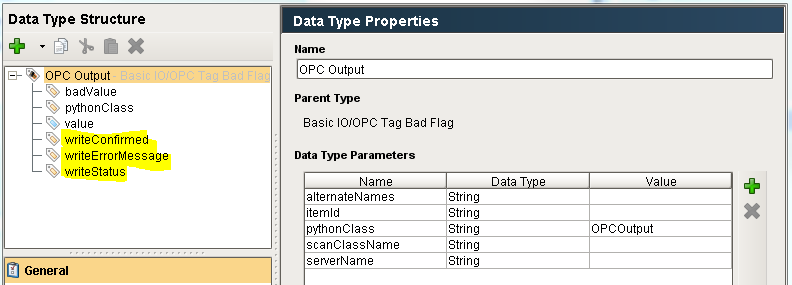 Data Type Structure
OPC Output - Basic IO/OPC Tag Bad Flag
badValue
pythonClass
value
writeConfirmed
writeErrorMessage
writeStatus
General
Data Type Properties
Name
OPC Output
Parent Type
Basic IO/OPC Tag Bad Flag
Data Type Parameters
Name Data Type Value
alternateNames String
itemId String
pythonClass String OPCOutput
scanClassName String
serverName String